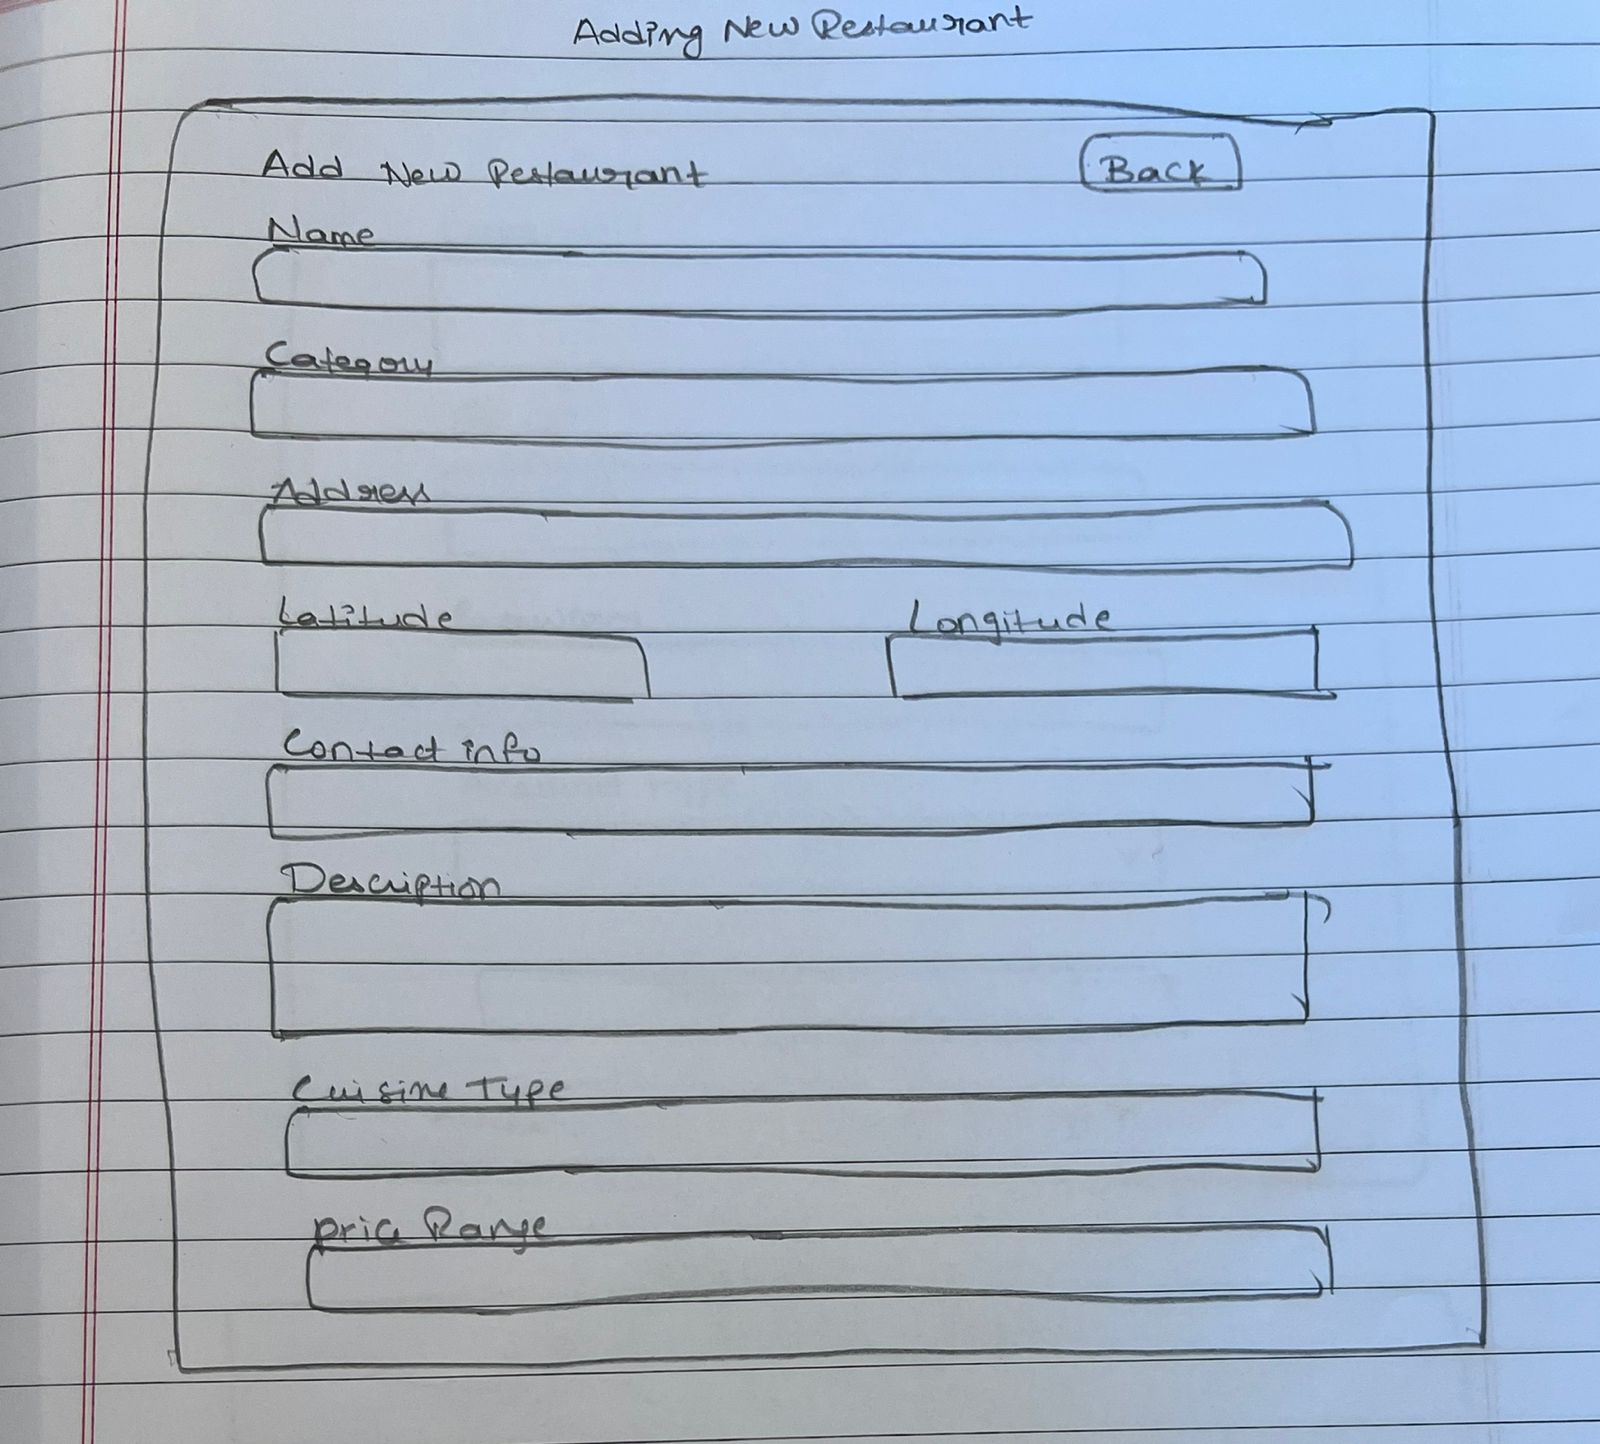 Adding New Restaurant
Add New Restaurant Back
Name
Category
Address
Latitude Longitude
Contact info
Description
Cuisine Type
price Range